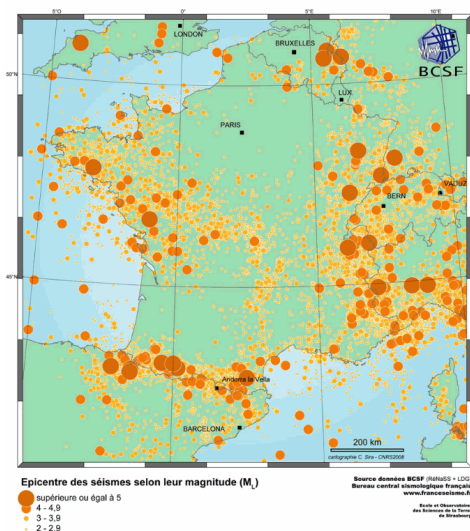 5°O
0°
5°E
10°E
LONDON
BRUXELLES
BCSF
50°N
LUX.
PARIS
VADUZ
BERN
45°N
Andorra la Vella
BARCELONA
200 km
cartographie C. Sira - CNRS2008
Epicentre des séismes selon leur magnitude (ML)
supérieure ou égal à 5
4 - 4,9
3 - 3,9
2 - 2,9
Source données BCSF (RéNaSS - LDG
Bureau central sismologique français
www.franceseisme.fr
Ecole et Observatoire
des Sciences de la Terre
de Strasbourg